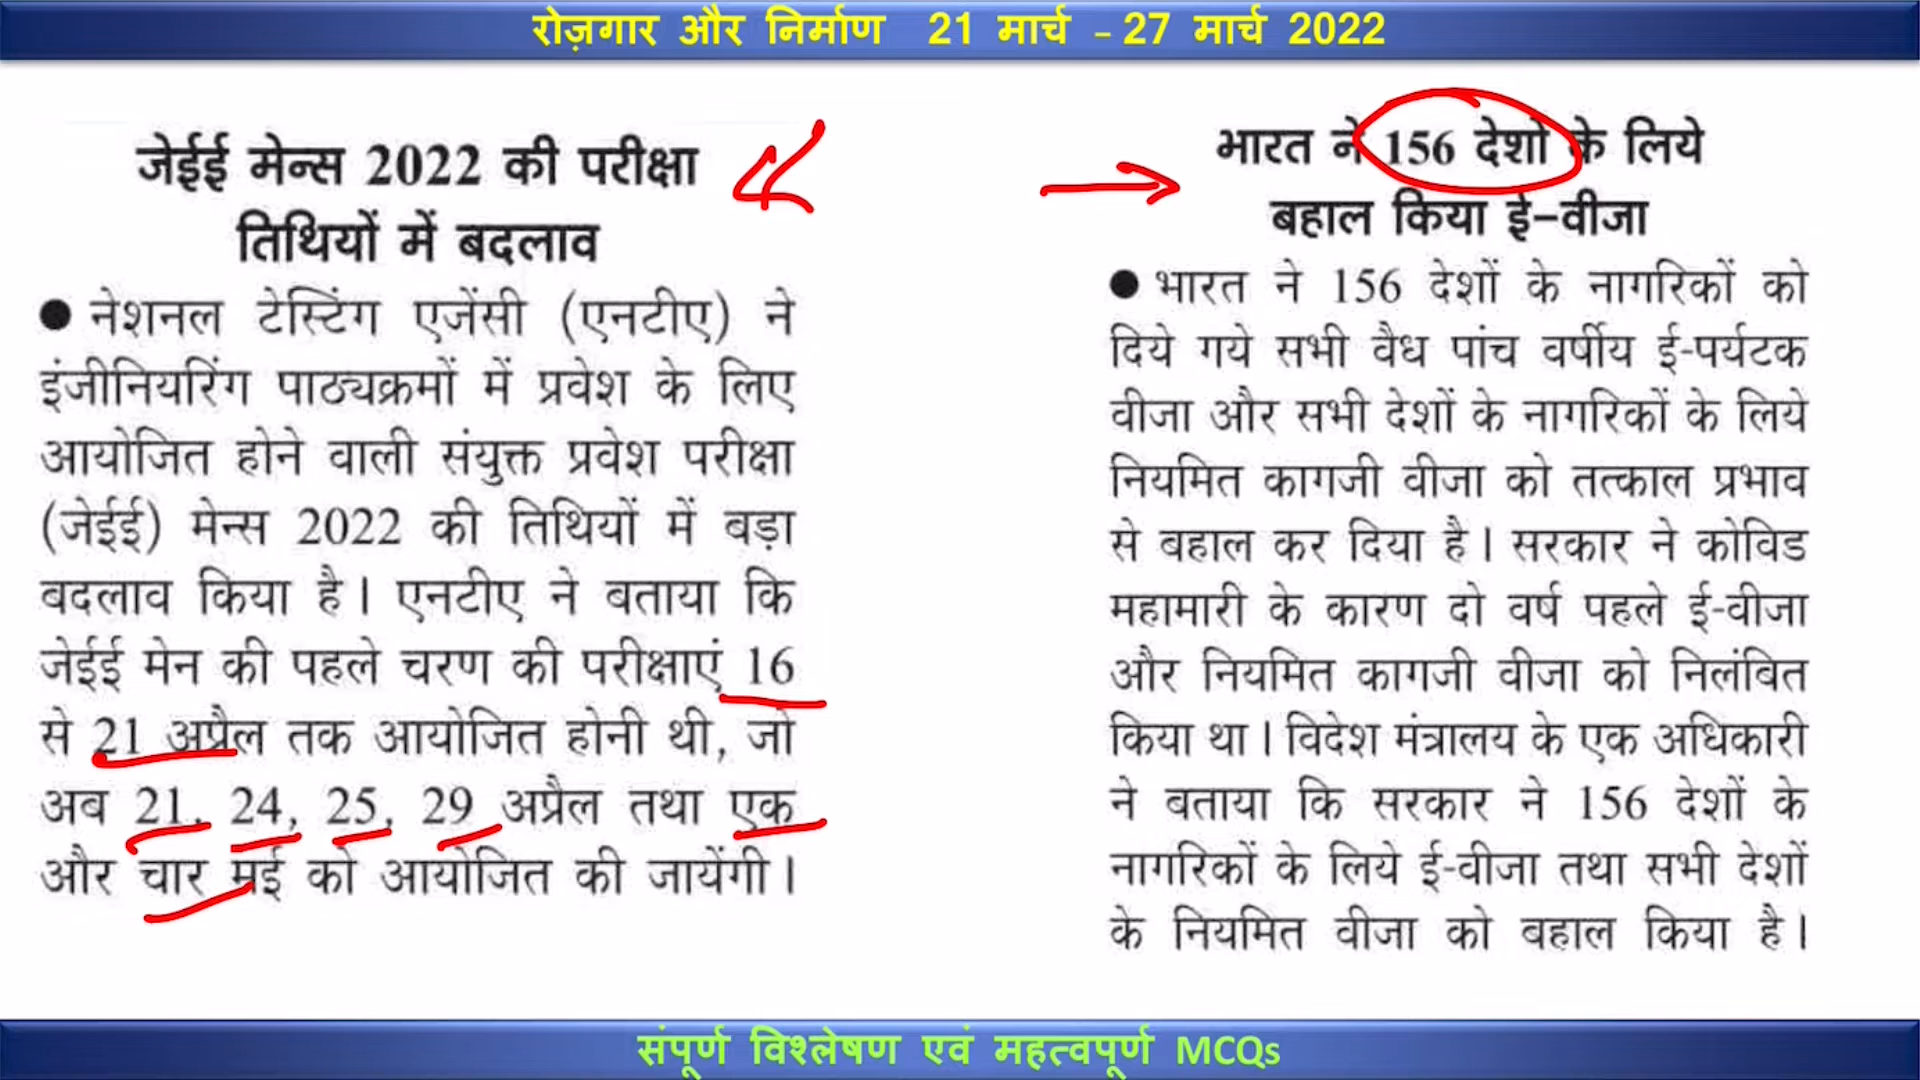 रोज़गार और निर्माण 21 मार्च - 27 मार्च 2022
जेईई मेन्स 2022 की परीक्षा
तिथियों में बदलाव
● नेशनल टेस्टिंग एजेंसी (एनटीए) ने
इंजीनियरिंग पाठ्यक्रमों में प्रवेश के लिए
आयोजित होने वाली संयुक्त प्रवेश परीक्षा
(जेईई) मेन्स 2022 की तिथियों में बड़ा
बदलाव किया है। एनटीए ने बताया कि
जेईई मेन की पहले चरण की परीक्षाएं 16
से 21 अप्रैल तक आयोजित होनी थी, जो
अब 21, 24, 25, 29 अप्रैल तथा एक
और चार मई को आयोजित की जायेंगी।
भारत ने 156 देशों के लिये
बहाल किया ई-वीजा
● भारत ने 156 देशों के नागरिकों को
दिये गये सभी वैध पांच वर्षीय ई-पर्यटक
वीजा और सभी देशों के नागरिकों के लिये
नियमित कागजी वीजा को तत्काल प्रभाव
से बहाल कर दिया है। सरकार ने कोविड
महामारी के कारण दो वर्ष पहले ई-वीजा
और नियमित कागजी वीजा को निलंबित
किया था। विदेश मंत्रालय के एक अधिकारी
ने बताया कि सरकार ने 156 देशों के
नागरिकों के लिये ई-वीजा तथा सभी देशों
के नियमित वीजा को बहाल किया है।
संपूर्ण विश्लेषण एवं महत्वपूर्ण MCQs